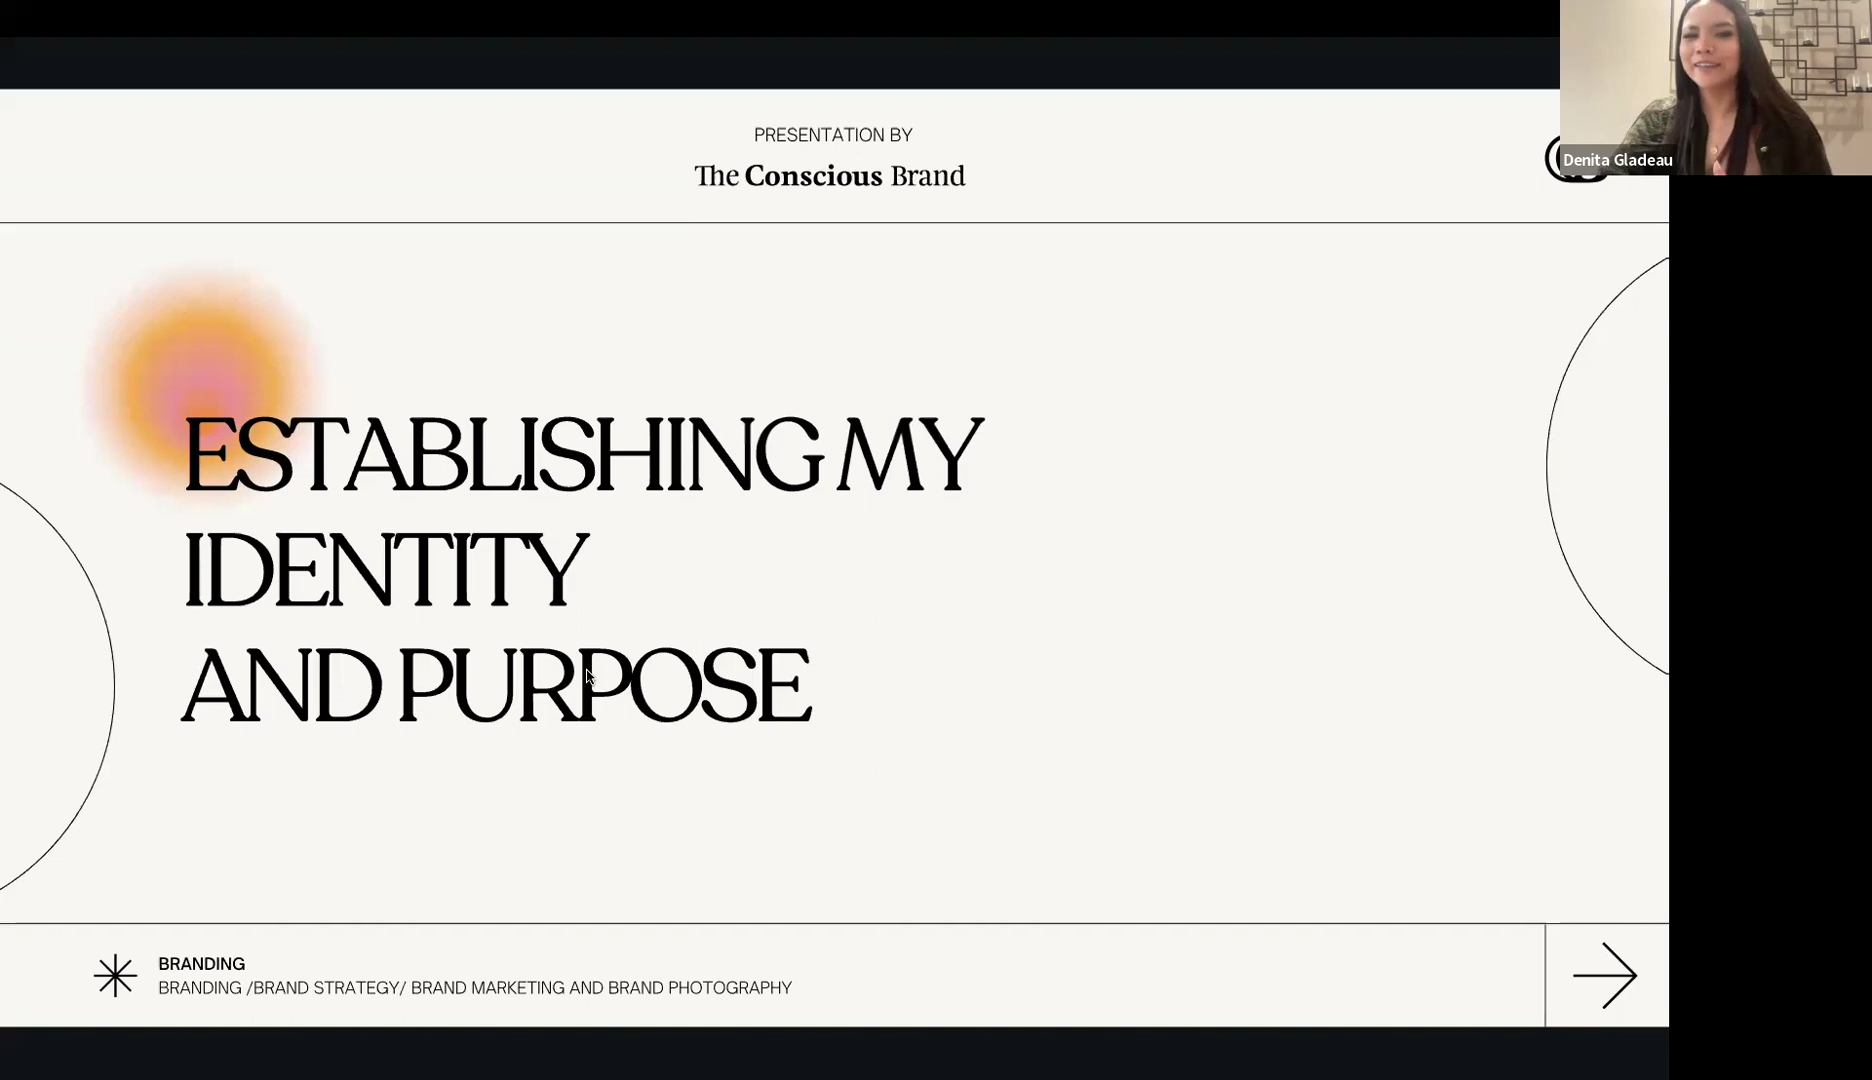 PRESENTATION BY
The Conscious Brand
Denita Gladeau
ESTABLISHING MY
IDENTITY
AND PURPOSE
BRANDING
BRANDING /BRAND STRATEGY/ BRAND MARKETING AND BRAND PHOTOGRAPHY